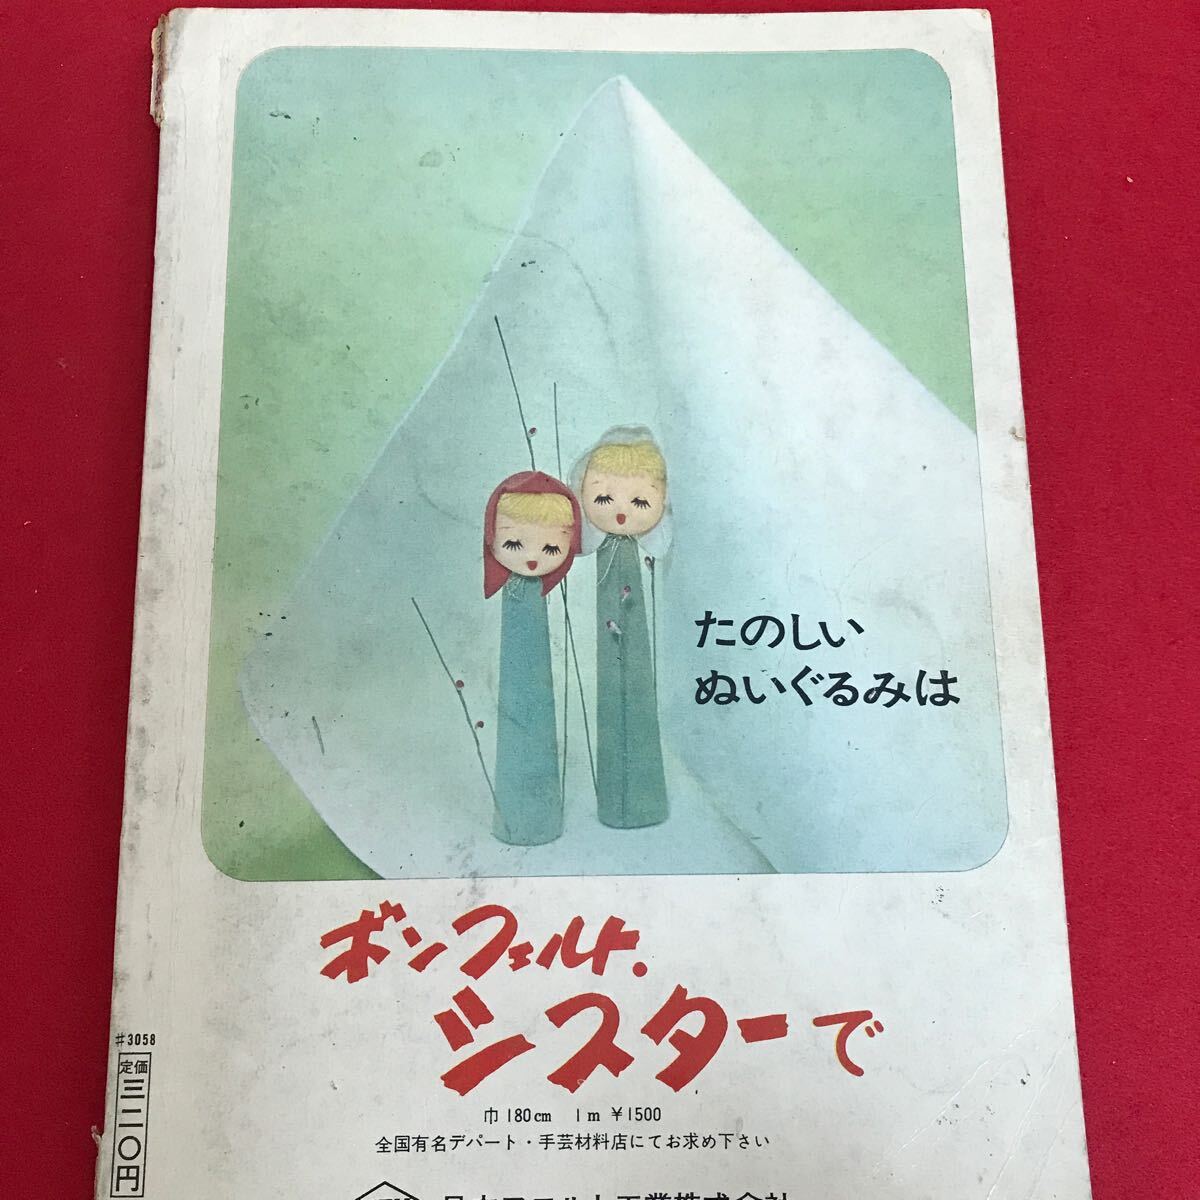 たのしい
ぬいぐるみは
ボンフェルト・
シスターで
巾180cm 1m ¥1500
全国有名デパート・手芸材料店にてお求め下さい
#3058
定価
三二〇円